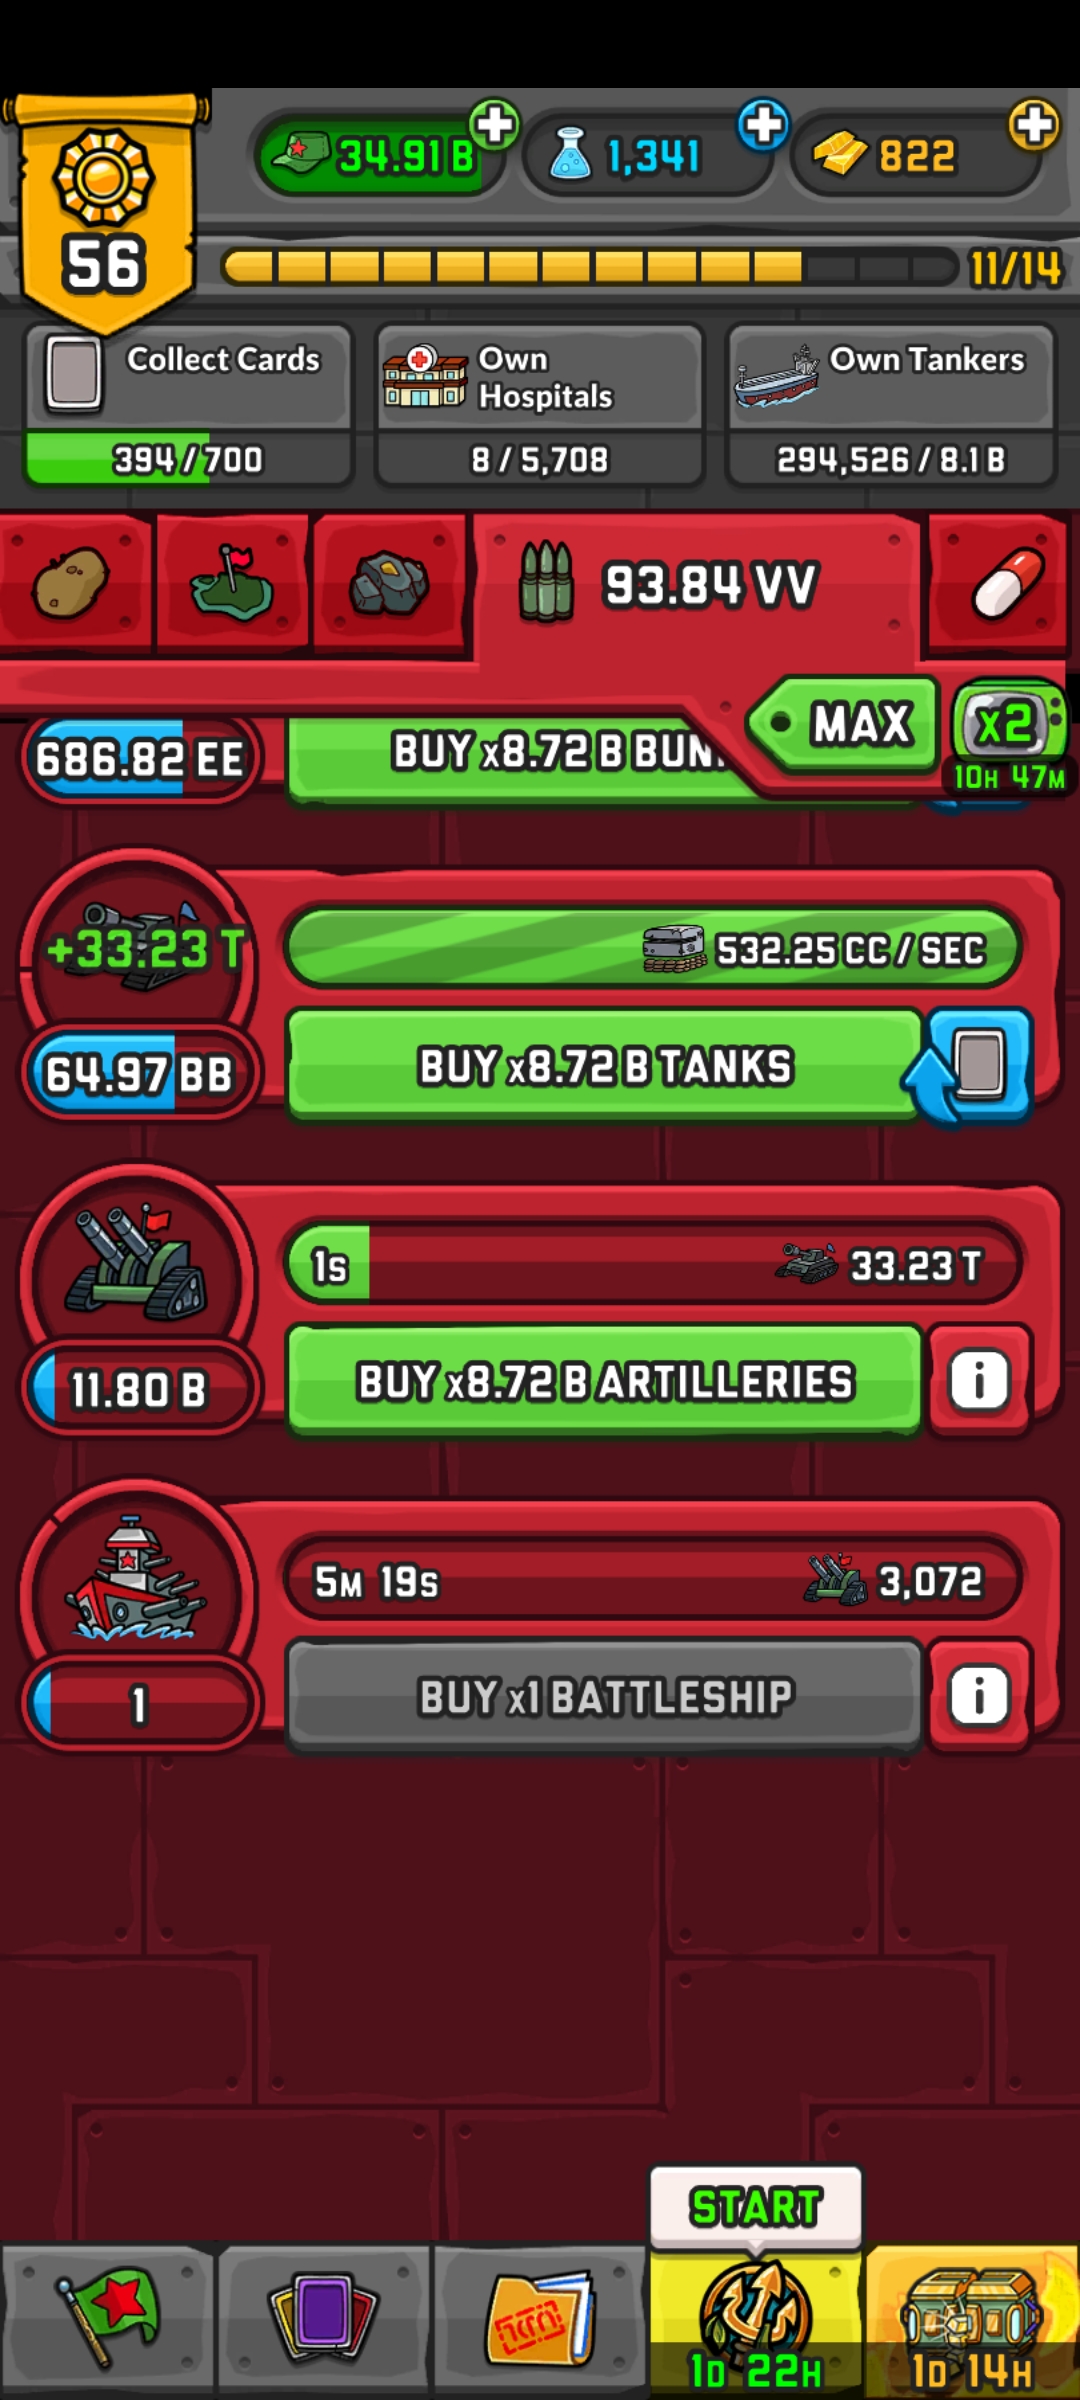 56
34.91 B
1,341
822
11/14
Collect Cards
394/700
Own
Hospitals
8 / 5,708
Own Tankers
294,526 / 8.1 B
93.84 VV
MAX
x2
10H 47M
686.82 EE
BUY x8.72 B BUN
+33.23 T
532.25 CC / SEC
64.97 BB
BUY x8.72 B TANKS
1s
33.23 T
11.80 B
BUY x8.72 B ARTILLERIES
i
5M 19s
3,072
1
BUY x1 BATTLESHIP
i
START
1D 22H
1D 14H